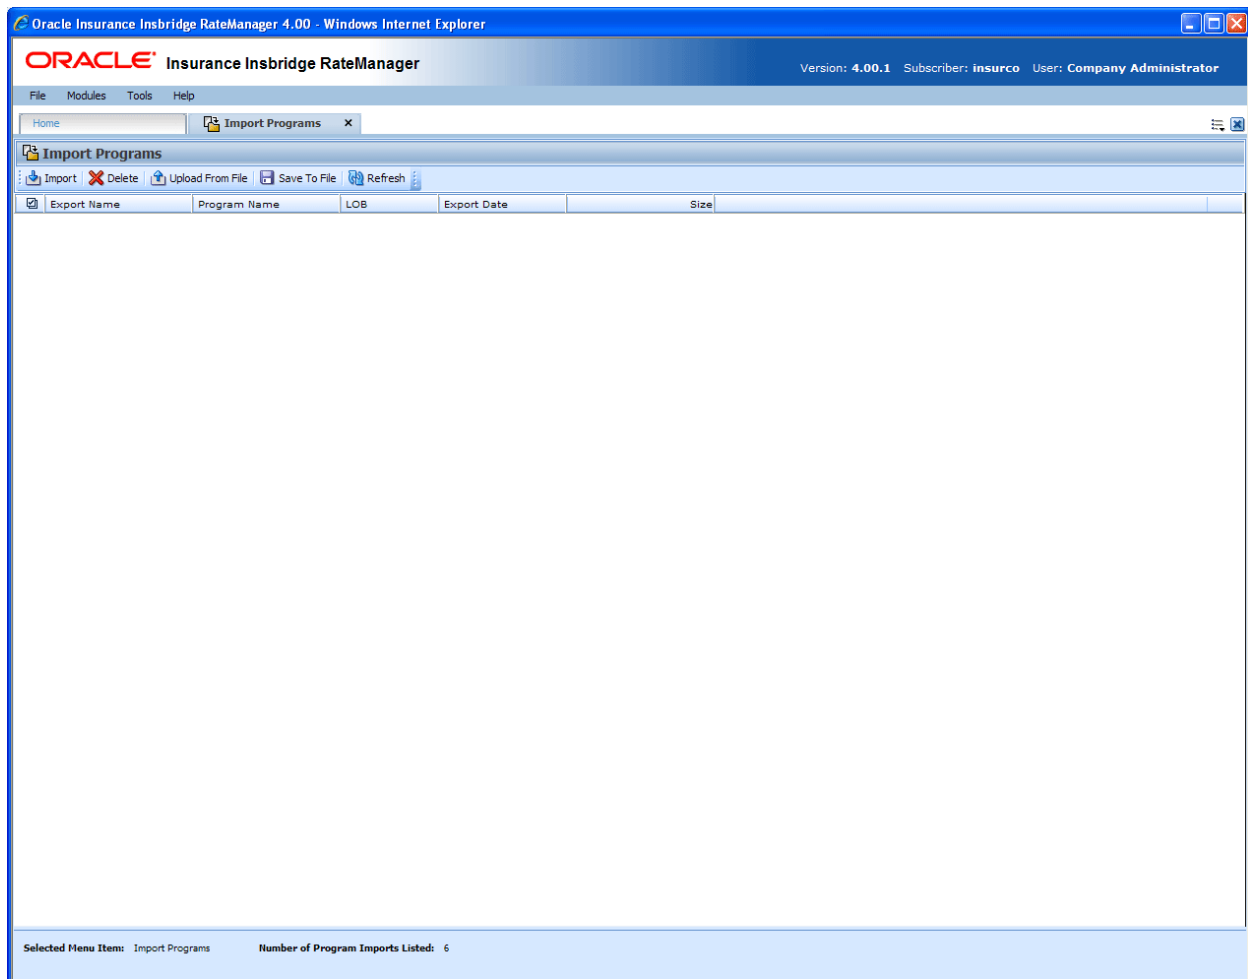 Oracle Insurance Insbridge RateManager 4.00 - Windows Internet Explorer
ORACLE Insurance Insbridge RateManager
Version: 4.00.1 Subscriber: insurco User: Company Administrator
File Modules Tools Help
Home Import Programs
Import Programs
Import Delete Upload From File Save To File Refresh
Export Name Program Name LOB Export Date Size
Selected Menu Item: Import Programs Number of Program Imports Listed: 6